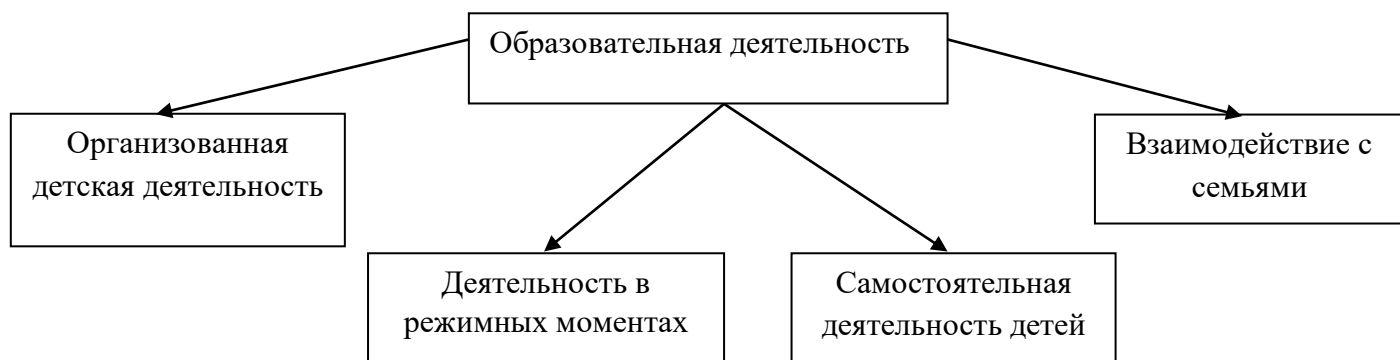 Образовательная деятельность
Организованная
детская деятельность
Взаимодействие с
семьями
Деятельность в
режимных моментах
Самостоятельная
деятельность детей